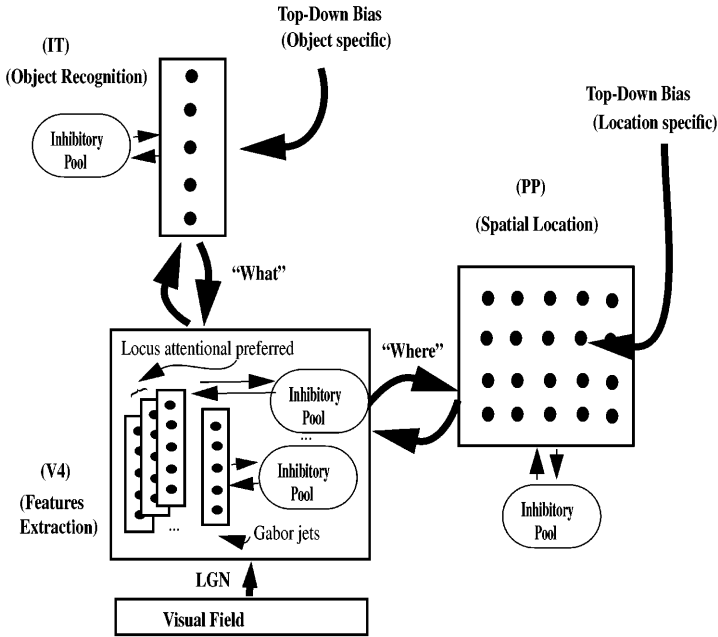 Top-Down Bias
(Object specific)
(IT)
(Object Recognition)
Inhibitory
Pool
Top-Down Bias
(Location specific)
(PP)
(Spatial Location)
“What”
“Where”
Locus attentional preferred
Inhibitory
Pool
...
Inhibitory
Pool
(V4)
(Features
Extraction)
...
Gabor jets
Inhibitory
Pool
LGN
Visual Field